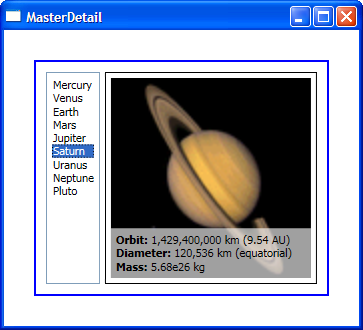 MasterDetail
Mercury
Venus
Earth
Mars
Jupiter
Saturn
Uranus
Neptune
Pluto
Orbit: 1,429,400,000 km (9.54 AU)
Diameter: 120,536 km (equatorial)
Mass: 5.68e26 kg